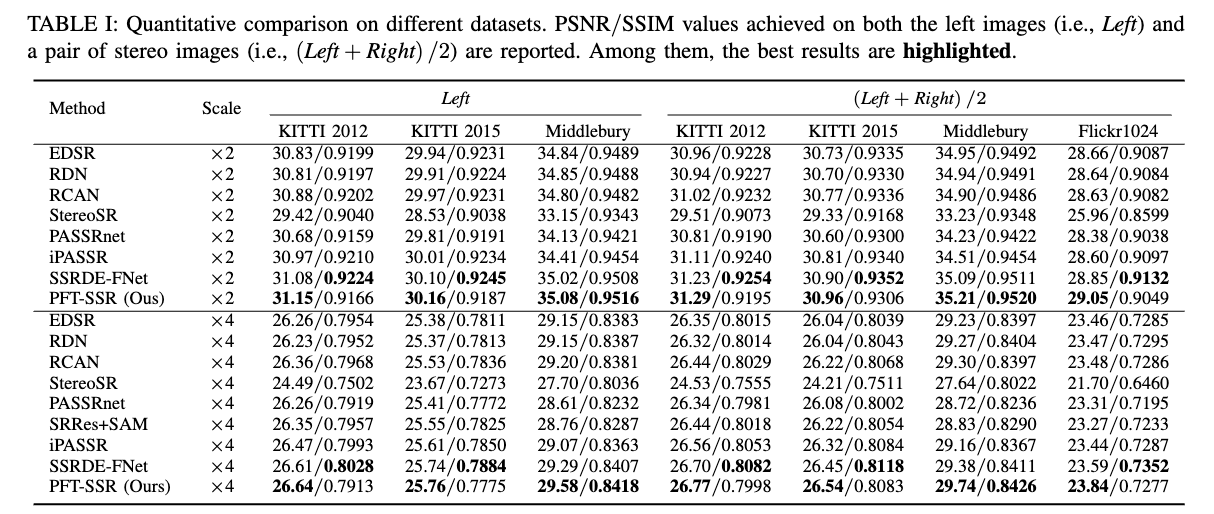 TABLE I: Quantitative comparison on different datasets. PSNR/SSIM values achieved on both the left images (i.e., Left) and
a pair of stereo images (i.e., (Left + Right) /2) are reported. Among them, the best results are highlighted.
Method Scale Left (Left + Right) /2
KITTI 2012 KITTI 2015 Middlebury KITTI 2012 KITTI 2015 Middlebury Flickr1024
EDSR ×2 30.83/0.9199 29.94/0.9231 34.84/0.9489 30.96/0.9228 30.73/0.9335 34.95/0.9492 28.66/0.9087
RDN ×2 30.81/0.9197 29.91/0.9224 34.85/0.9488 30.94/0.9227 30.70/0.9330 34.94/0.9491 28.64/0.9084
RCAN ×2 30.88/0.9202 29.97/0.9231 34.80/0.9482 31.02/0.9232 30.77/0.9336 34.90/0.9486 28.63/0.9082
StereoSR ×2 29.42/0.9040 28.53/0.9038 33.15/0.9343 29.51/0.9073 29.33/0.9168 33.23/0.9348 25.96/0.8599
PASSRnet ×2 30.68/0.9159 29.81/0.9191 34.13/0.9421 30.81/0.9190 30.60/0.9300 34.23/0.9422 28.38/0.9038
iPASSR ×2 30.97/0.9210 30.01/0.9234 34.41/0.9454 31.11/0.9240 30.81/0.9340 34.51/0.9454 28.60/0.9097
SSRDE-FNet ×2 31.08/0.9224 30.10/0.9245 35.02/0.9508 31.23/0.9254 30.90/0.9352 35.09/0.9511 28.85/0.9132
PFT-SSR (Ous) ×2 31.15/0.9166 30.16/0.9187 35.08/0.9516 31.29/0.9195 30.96/0.9306 35.21/0.9520 29.05/0.9049
EDSR ×4 26.26/0.7954 25.38/0.7811 29.15/0.8383 26.35/0.8015 26.04/0.8039 29.23/0.8397 23.46/0.7285
RDN ×4 26.23/0.7952 25.37/0.7813 29.15/0.8387 26.32/0.8014 26.04/0.8043 29.27/0.8404 23.47/0.7295
RCAN ×4 26.36/0.7968 25.53/0.7836 29.20/0.8381 26.44/0.8029 26.22/0.8068 29.30/0.8397 23.48/0.7286
StereoSR ×4 24.49/0.7502 23.67/0.7273 27.70/0.8036 24.53/0.7555 24.21/0.7511 27.64/0.8022 21.70/0.6460
PASSRnet ×4 26.26/0.7919 25.41/0.7772 28.61/0.8232 26.34/0.7981 26.08/0.8002 28.72/0.8236 23.31/0.7195
SRRes+SAM ×4 26.35/0.7957 25.55/0.7825 28.76/0.8287 26.44/0.8018 26.22/0.8054 28.83/0.8290 23.27/0.7233
iPASSR ×4 26.47/0.7993 25.61/0.7850 29.07/0.8363 26.56/0.8053 26.32/0.8084 29.16/0.8367 23.44/0.7287
SSRDE-FNet ×4 26.61/0.8028 25.74/0.7884 29.29/0.8407 26.70/0.8082 26.45/0.8118 29.38/0.8411 23.59/0.7352
PFT-SSR (Ours) ×4 26.64/0.7913 25.76/0.7775 29.58/0.8418 26.77/0.7998 26.54/0.8083 29.74/0.8426 23.84/0.7277